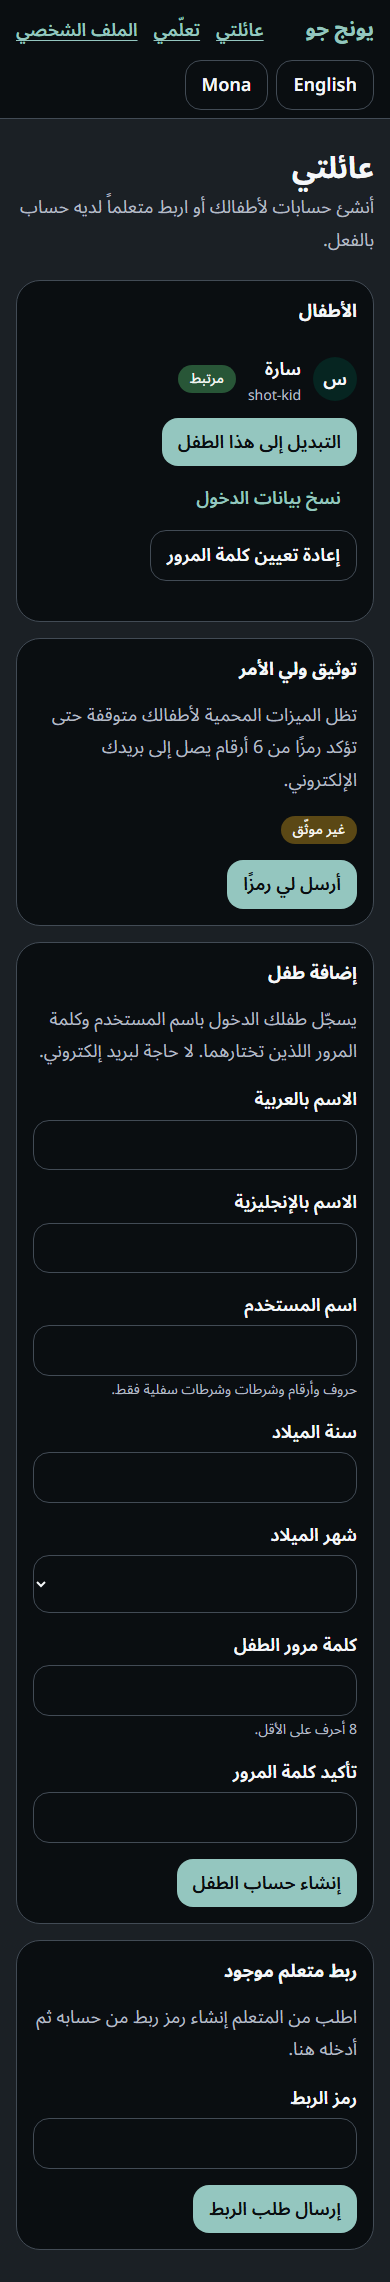 يونج جو
عائلتي
تعلّمي
الملف الشخصي
English
Mona
عائلتي
أنشئ حسابات لأطفالك أو اربط متعلماً لديه حساب
بالفعل.
الأطفال
س
سارة
shot-kid
مرتبط
التبديل إلى هذا الطفل
نسخ بيانات الدخول
إعادة تعيين كلمة المرور
توثيق ولي الأمر
تظل الميزات المحمية لأطفالك متوقفة حتى
تؤكد رمزًا من 6 أرقام يصل إلى بريدك
الإلكتروني.
غير موثّق
أرسل لي رمزًا
إضافة طفل
يسجّل طفلك الدخول باسم المستخدم وكلمة
المرور اللذين تختارهما. لا حاجة لبريد إلكتروني.
الاسم بالعربية
الاسم بالإنجليزية
اسم المستخدم
حروف وأرقام وشرطات وشرطات سفلية فقط.
سنة الميلاد
شهر الميلاد
كلمة مرور الطفل
8 أحرف على الأقل.
تأكيد كلمة المرور
إنشاء حساب الطفل
ربط متعلم موجود
اطلب من المتعلم إنشاء رمز ربط من حسابه ثم
أدخله هنا.
رمز الربط
إرسال طلب الربط